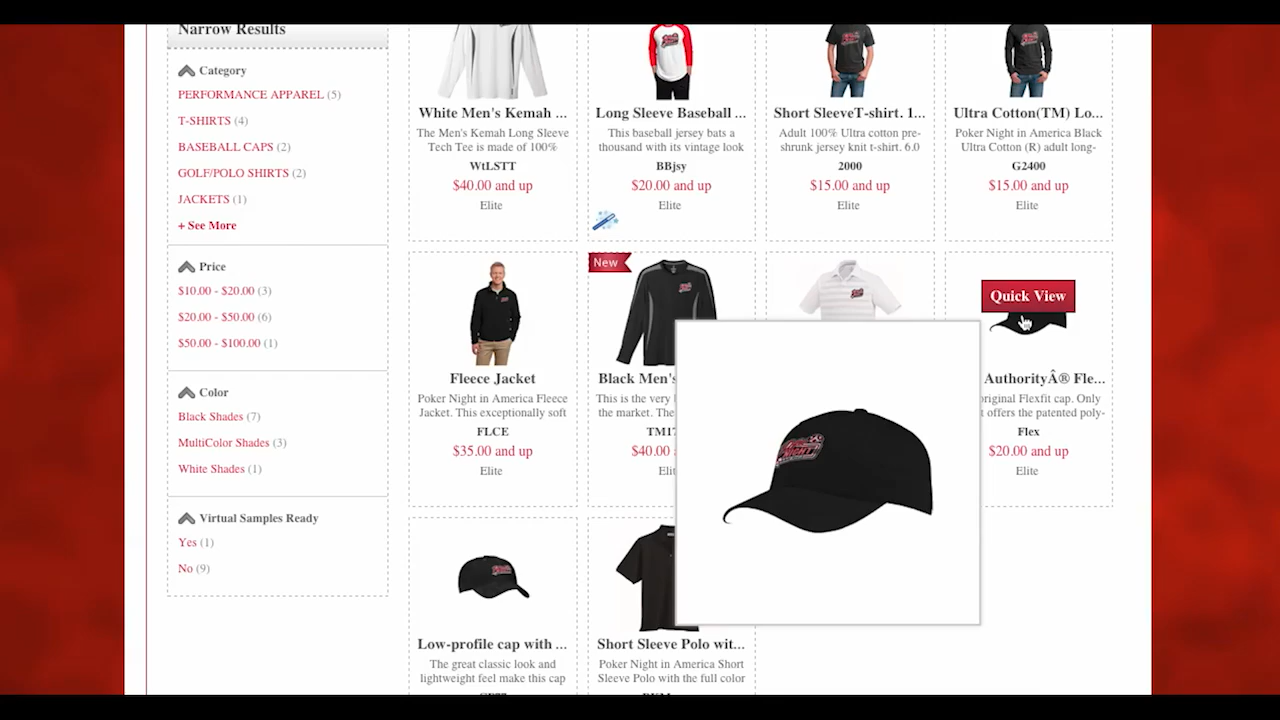 Narrow Results
Category
PERFORMANCE APPAREL (5)
T-SHIRTS (4)
BASEBALL CAPS (2)
GOLF/POLO SHIRTS (2)
JACKETS (1)
+ See More
Price
$10.00 - $20.00 (3)
$20.00 - $50.00 (6)
$50.00 - $100.00 (1)
Color
Black Shades (7)
MultiColor Shades (3)
White Shades (1)
Virtual Samples Ready
Yes (1)
No (9)
White Men's Kemah ...
The Men's Kemah Long Sleeve
Tech Tee is made of 100%
WtLSTT
$40.00 and up
Elite
Long Sleeve Baseball ...
This baseball jersey bats a
thousand with its vintage look
BBjsy
$20.00 and up
Elite
Short SleeveT-shirt. 1...
Adult 100% Ultra cotton pre-
shrunk jersey knit t-shirt. 6.0
2000
$15.00 and up
Elite
Ultra Cotton(TM) Lo...
Poker Night in America Black
Ultra Cotton (R) adult long-
G2400
$15.00 and up
Elite
Fleece Jacket
Poker Night in America Fleece
Jacket. This exceptionally soft
FLCE
$35.00 and up
Elite
New
Black Men's
This is the very
the market. The
$40.00
Quick View
AuthorityÂ® Fle...
original Flexfit cap. Only
offers the patented poly-
Flex
$20.00 and up
Elite
Low-profile cap with ...
The great classic look and
lightweight feel make this cap
Short Sleeve Polo wit...
Poker Night in America Short
Sleeve Polo with the full color